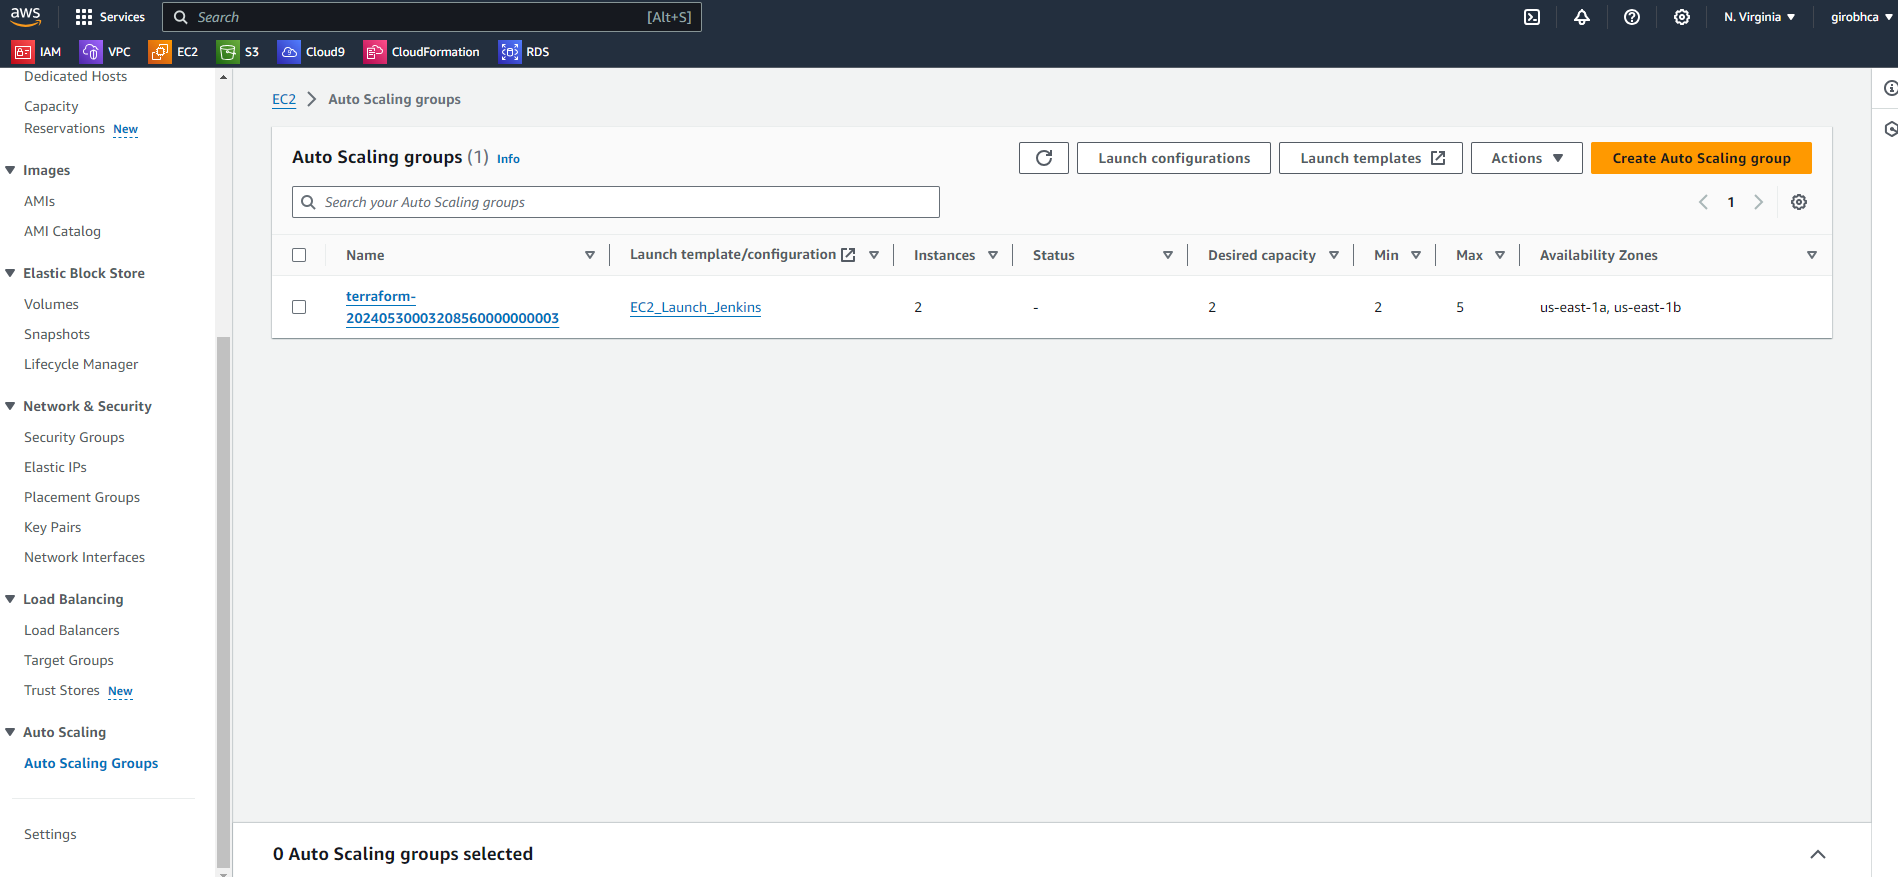 aws Services Search [Alt+S] N. Virginia girobhca
IAM VPC EC2 S3 Cloud9 CloudFormation RDS
Dedicated Hosts
Capacity
Reservations New
Images
AMIs
AMI Catalog
Elastic Block Store
Volumes
Snapshots
Lifecycle Manager
Network & Security
Security Groups
Elastic IPs
Placement Groups
Key Pairs
Network Interfaces
Load Balancing
Load Balancers
Target Groups
Trust Stores New
Auto Scaling
Auto Scaling Groups
Settings
EC2 Auto Scaling groups
Auto Scaling groups (1) Info
Launch configurations Launch templates Actions Create Auto Scaling group
Search your Auto Scaling groups
1
Name Launch template/configuration Instances Status Desired capacity Min Max Availability Zones
terraform-
20240530003208560000000003 EC2_Launch_Jenkins 2 - 2 2 5 us-east-1a, us-east-1b
0 Auto Scaling groups selected